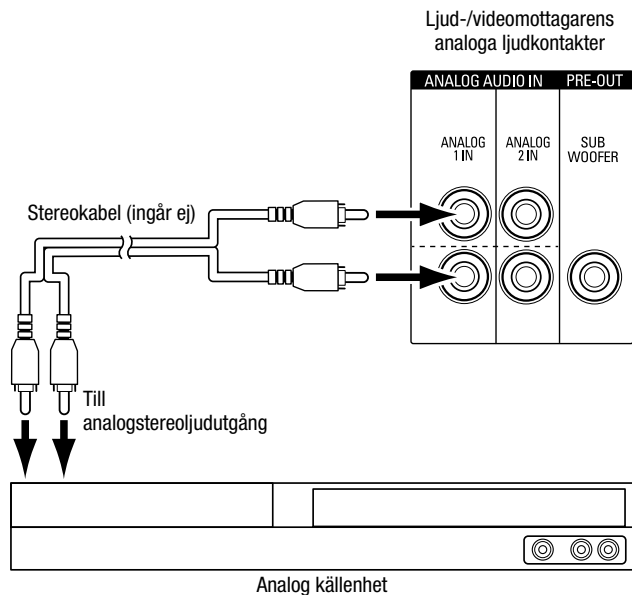 Ljud-/videomottagarens
analoga ljudkontakter
ANALOG AUDIO IN PRE-OUT
ANALOG
1 IN
ANALOG
2 IN
SUB
WOOFER
Stereokabel (ingår ej)
Till
analogstereoljudutgång
Analog källenhet